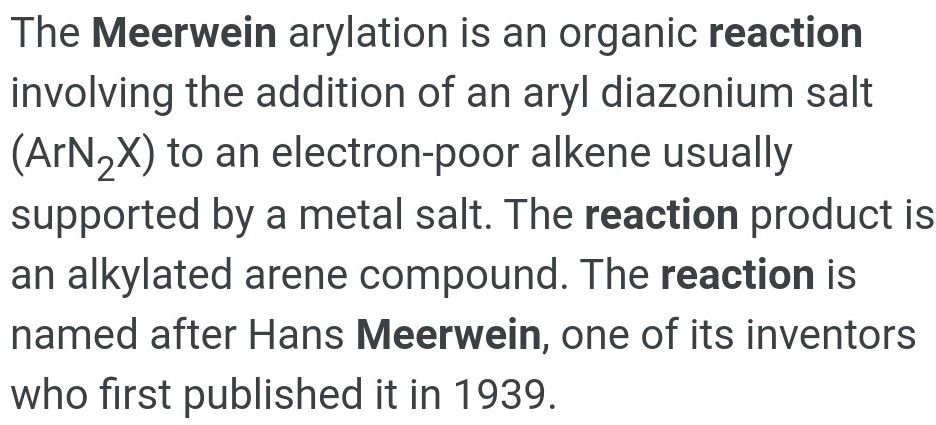 The Meerwein arylation is an organic reaction
involving the addition of an aryl diazonium salt
(ArN₂X) to an electron-poor alkene usually
supported by a metal salt. The reaction product is
an alkylated arene compound. The reaction is
named after Hans Meerwein, one of its inventors
who first published it in 1939.